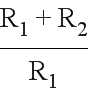 R₁ + R₂
R₁